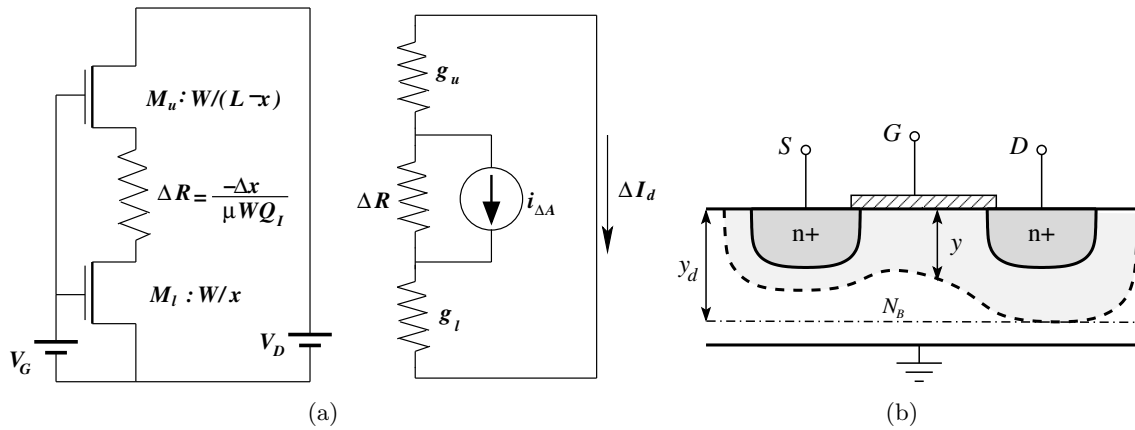 M_u : W/(L-x)
ΔR = -Δx / μWQ_I
M_l : W/x
V_G
V_D
g_u
ΔR
i_ΔA
ΔI_d
g_l
(a)
S
G
D
n+
n+
y
y_d
N_B
(b)